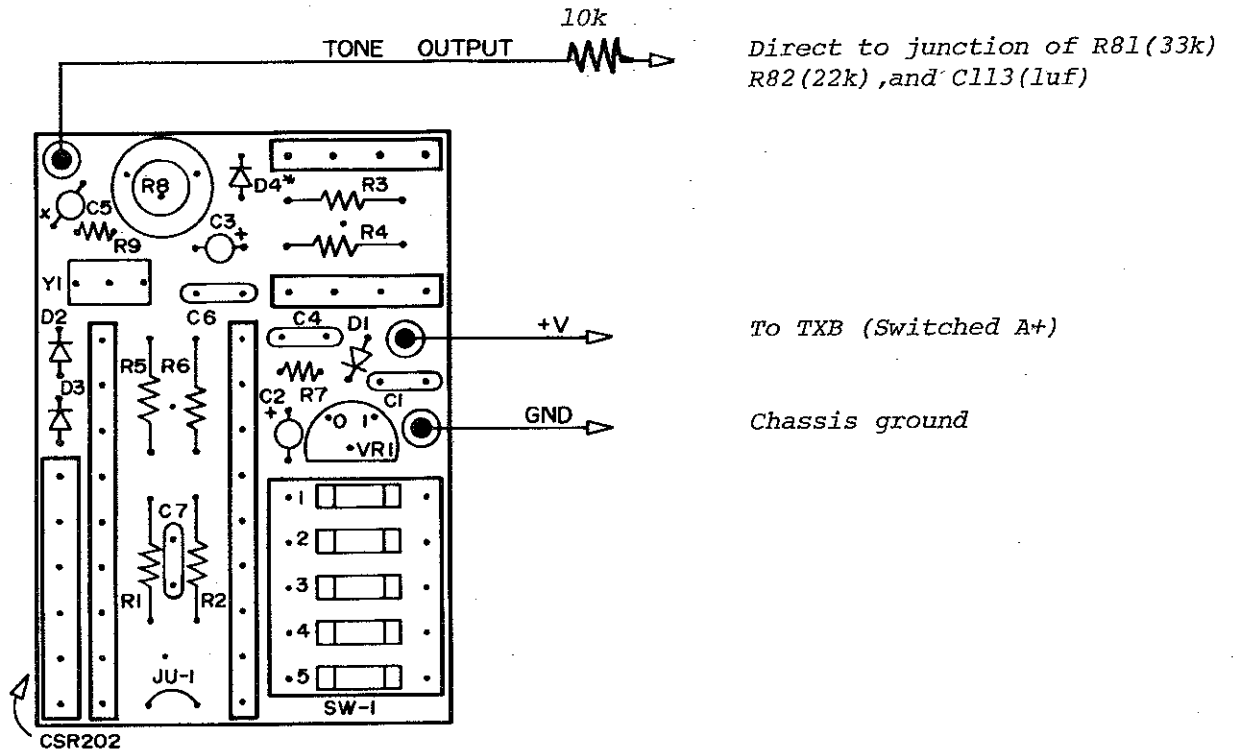 10k
TONE OUTPUT
Direct to junction of R81(33k)
R82(22k),and C113(1uf)
R8
D4*
R3
x
C5
C3
+
R4
R9
Y1
D2
C6
C4
D1
+V
To TXB (Switched A+)
R5
R6
D3
R7
C2
+
C1
O I
GND
Chassis ground
VR1
1
C7
2
3
R1
R2
4
JU-1
5
SW-1
CSR202